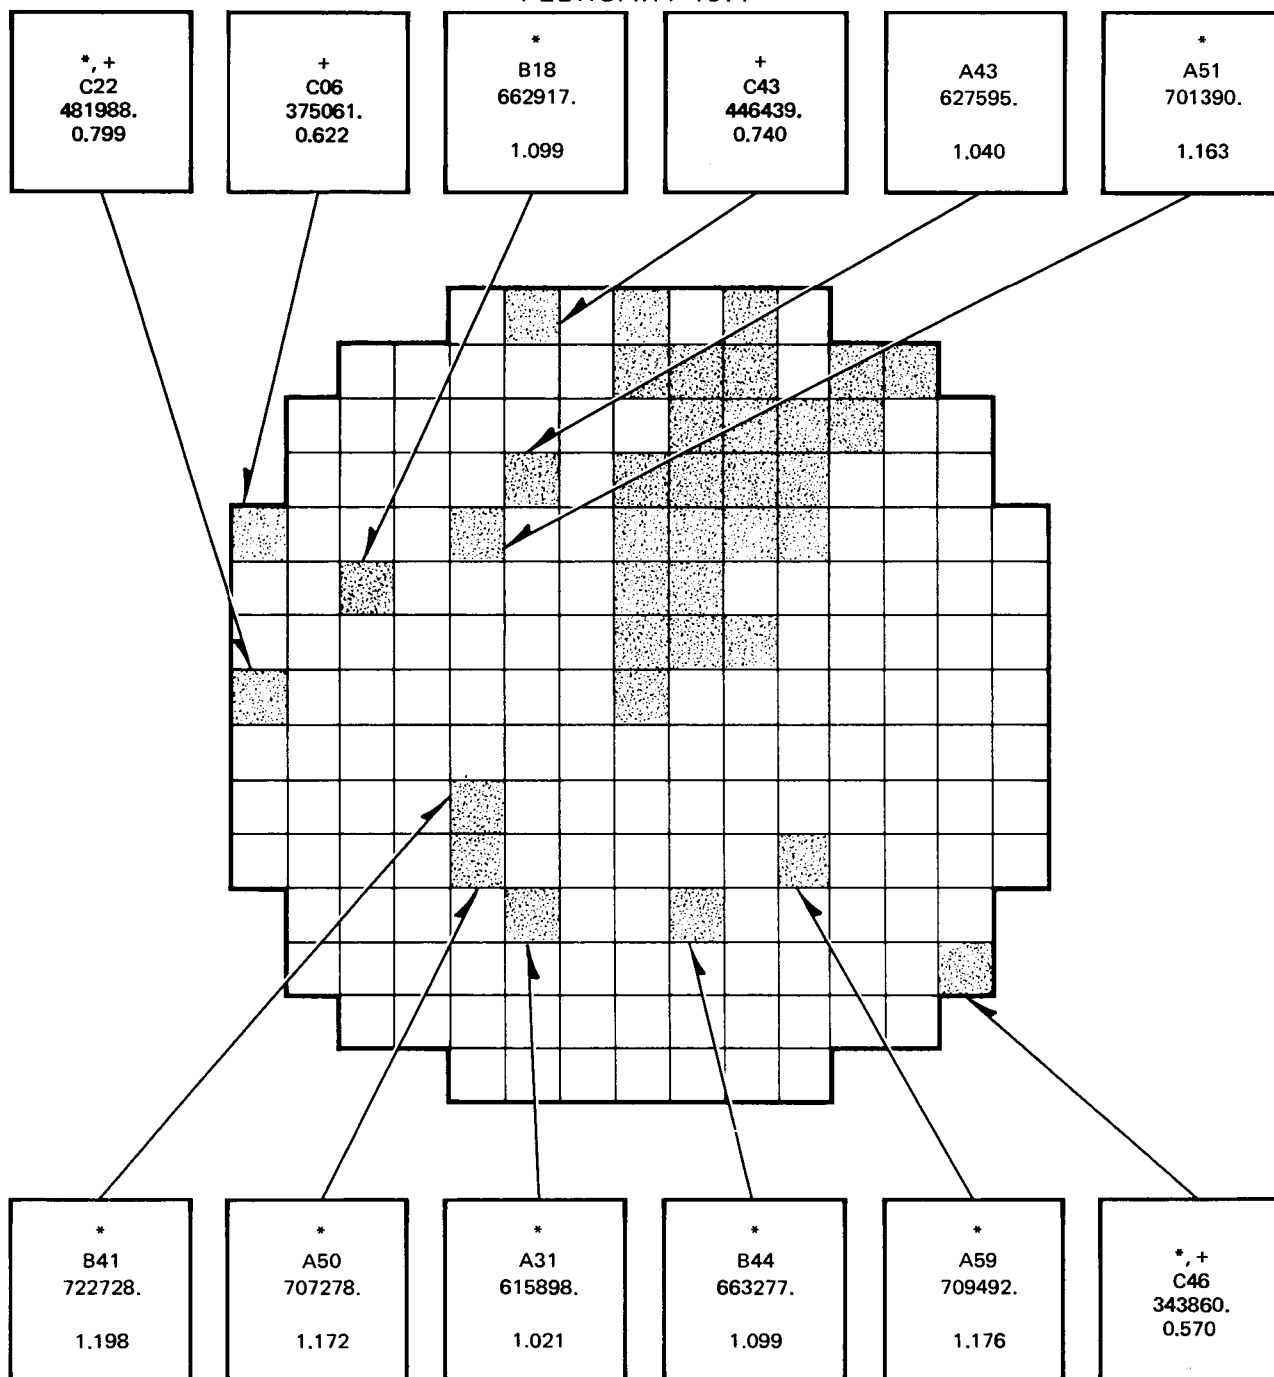 *, +
C22
481988.
0.799
+
C06
375061.
0.622
*
B18
662917.
1.099
+
C43
446439.
0.740
A43
627595.
1.040
*
A51
701390.
1.163
*
B41
722728.
1.198
*
A50
707278.
1.172
*
A31
615898.
1.021
*
B44
663277.
1.099
*
A59
709492.
1.176
*, +
C46
343860.
0.570